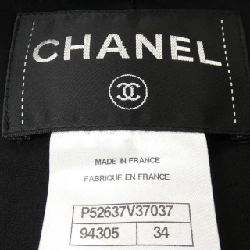 CHANEL
MADE IN FRANCE
FABRIQUE EN FRANCE
P52637V37037
94305 34